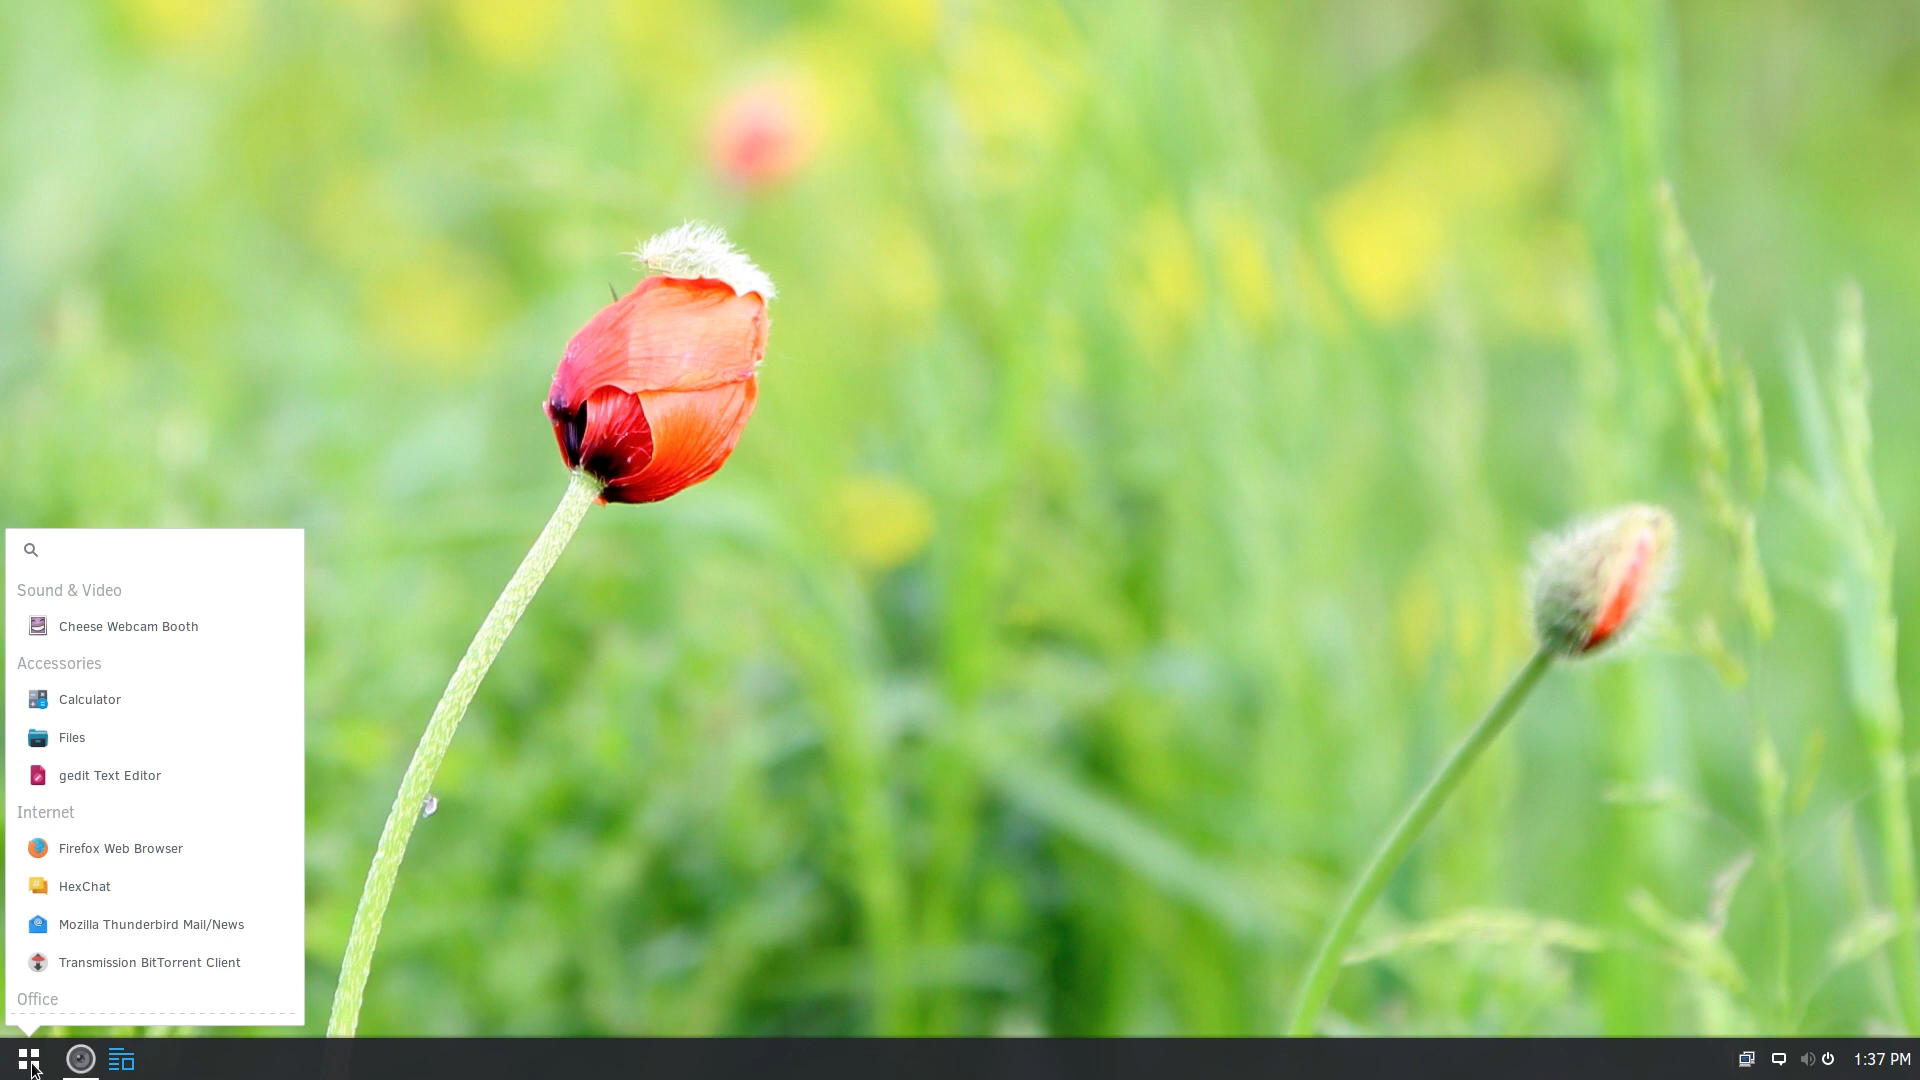 Sound & Video
Cheese Webcam Booth
Accessories
Calculator
Files
gedit Text Editor
Internet
Firefox Web Browser
HexChat
Mozilla Thunderbird Mail/News
Transmission BitTorrent Client
Office
1:37 PM